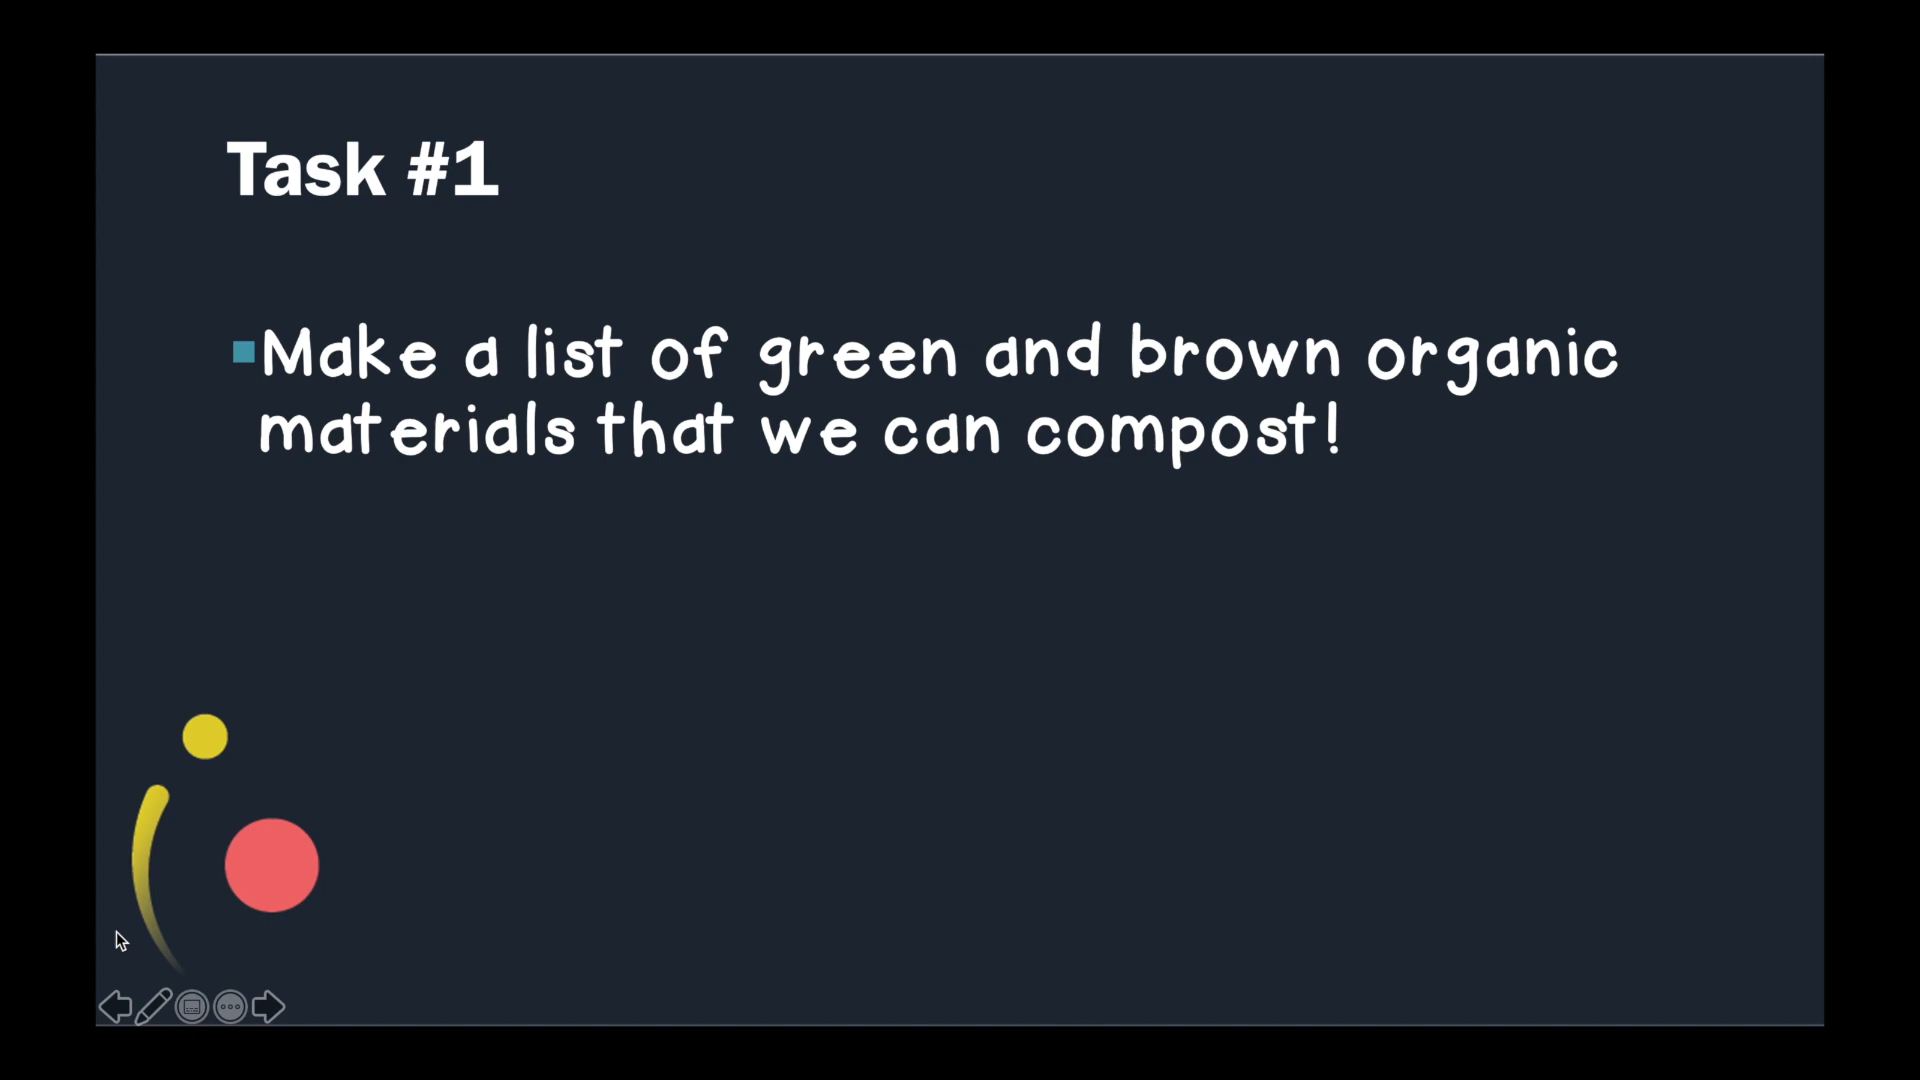 Task #1
Make a list of green and brown organic
materials that we can compost!